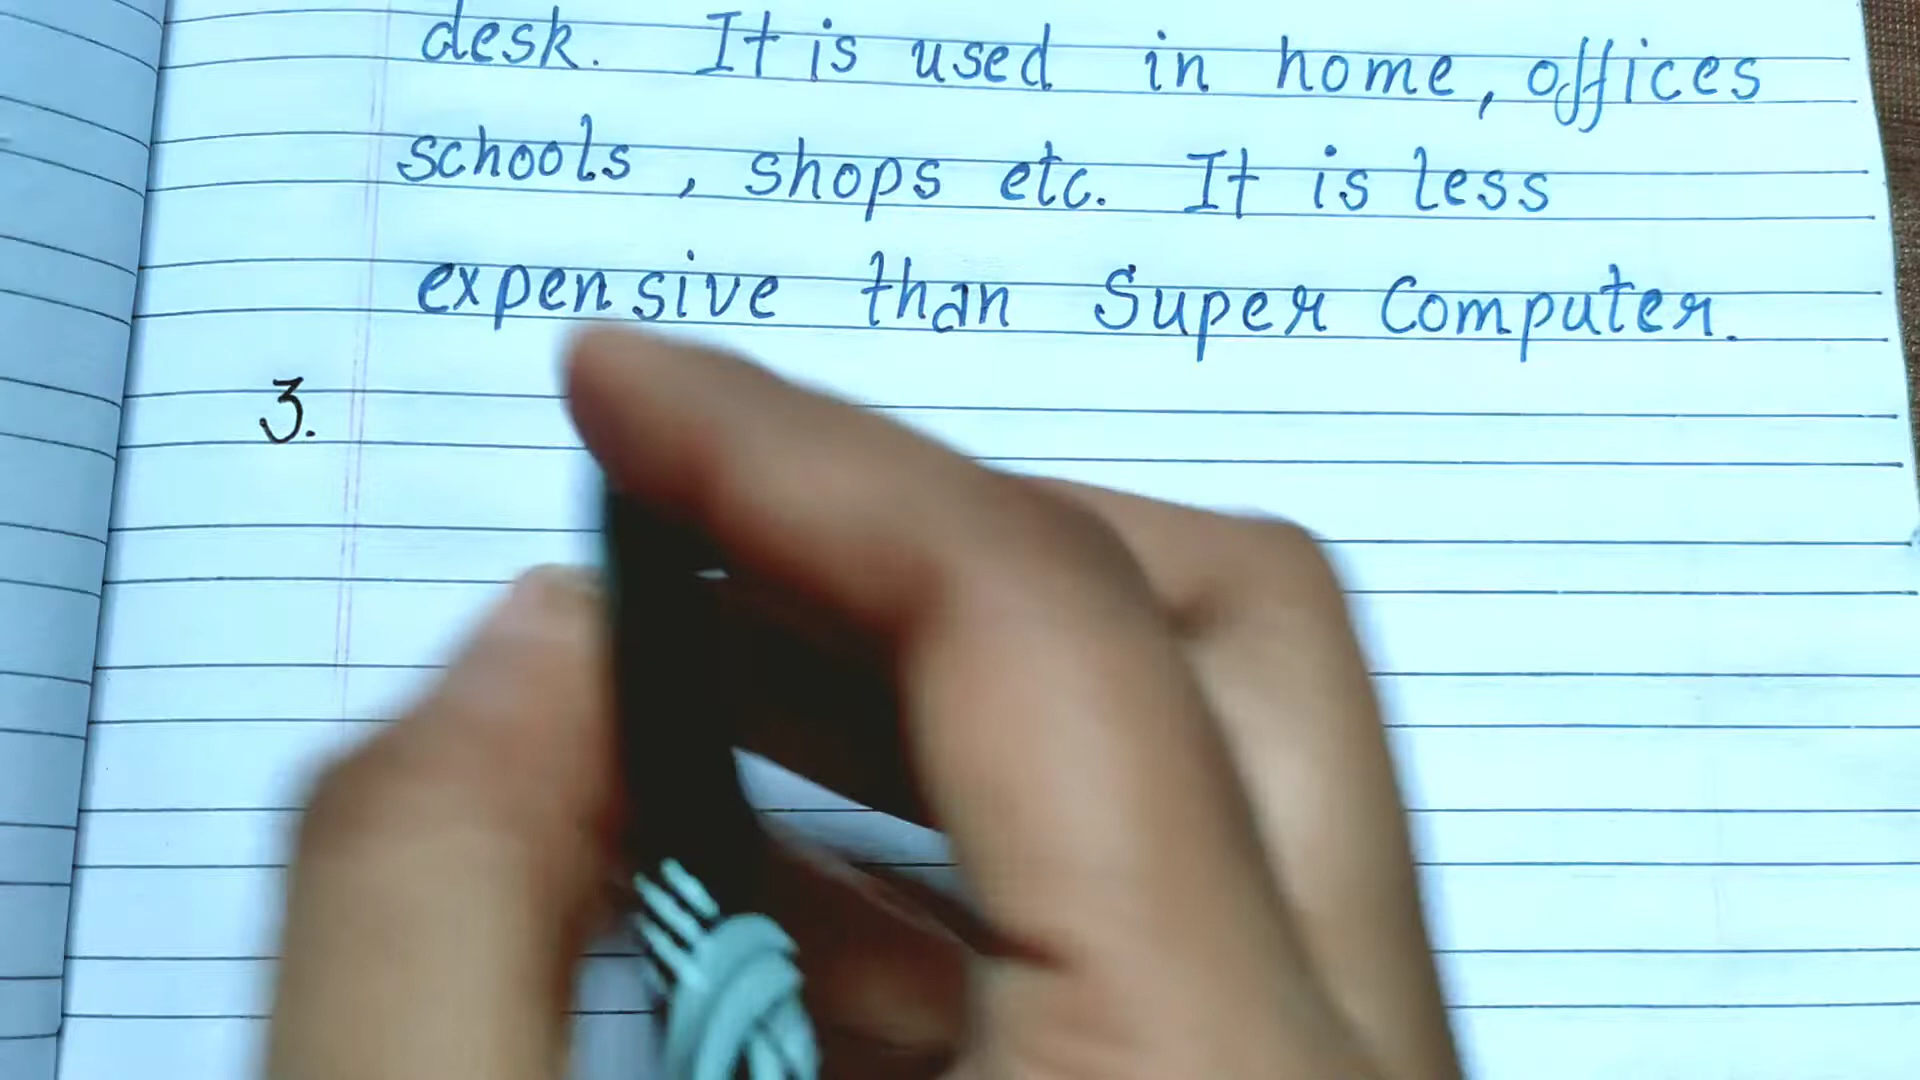 desk. It is used in home, offices
schools, shops etc. It is less
expensive than Super Computer.
3.